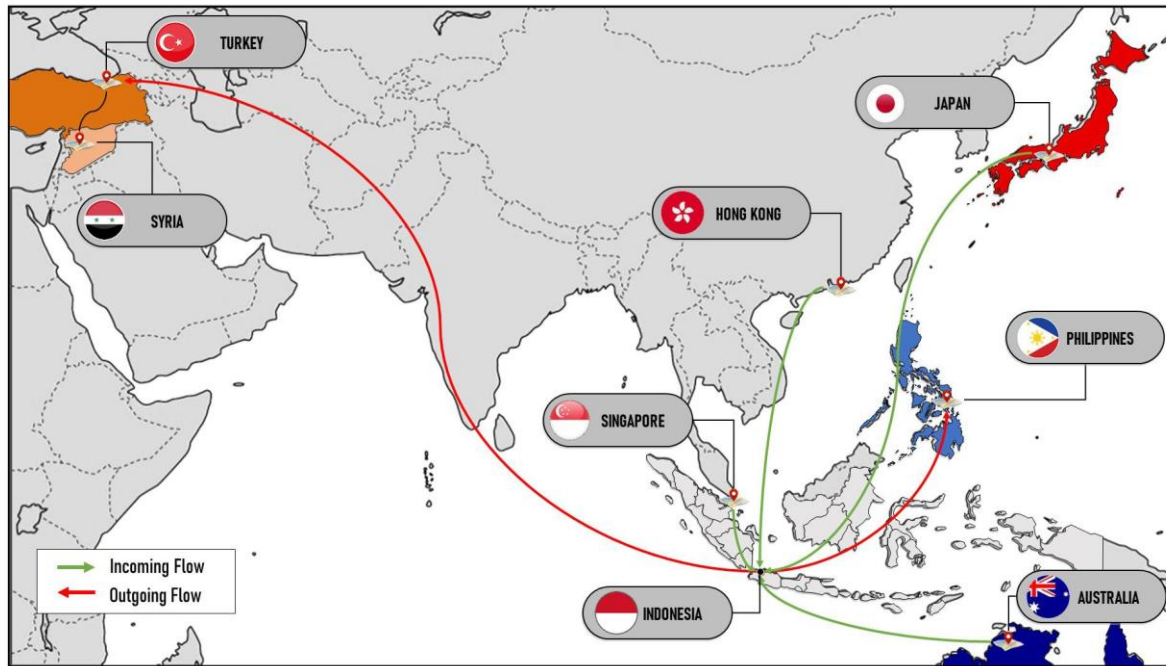 TURKEY
JAPAN
HONG KONG
SYRIA
PHILIPPINES
SINGAPORE
Incoming Flow
Outgoing Flow
INDONESIA
AUSTRALIA